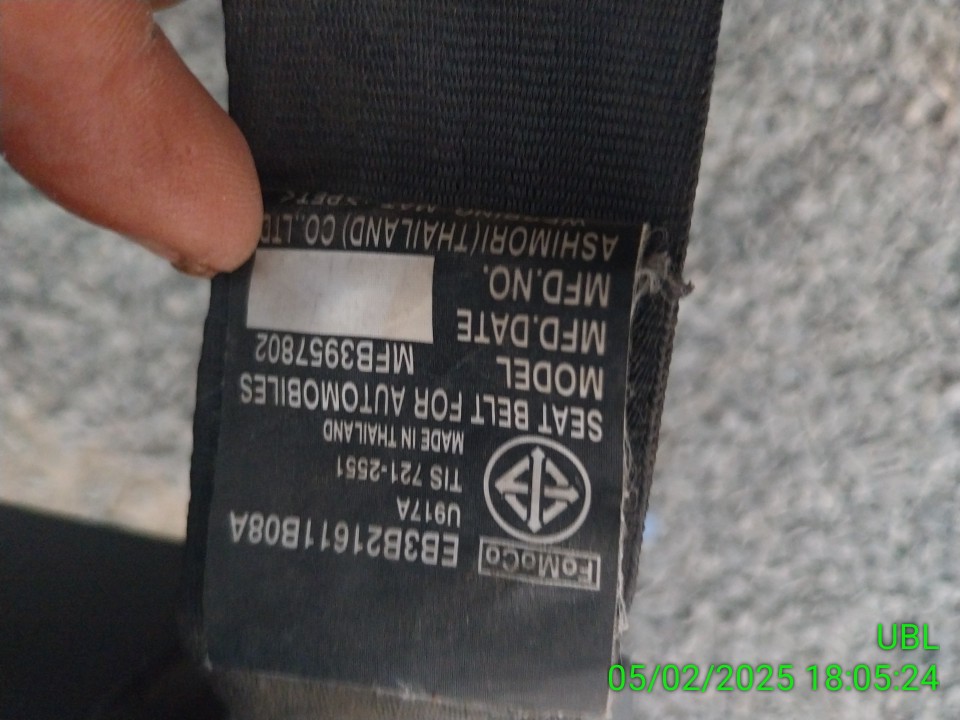 FoMoCo EB3B21611B08A
U917A
TIS 721-2551
MADE IN THAILAND
SEAT BELT FOR AUTOMOBILES
MODEL MFB3957802
MFD.DATE
MFD.NO.
ASHIMORI(THAILAND) CO.,LTD
UBL
05/02/2025 18:05:24